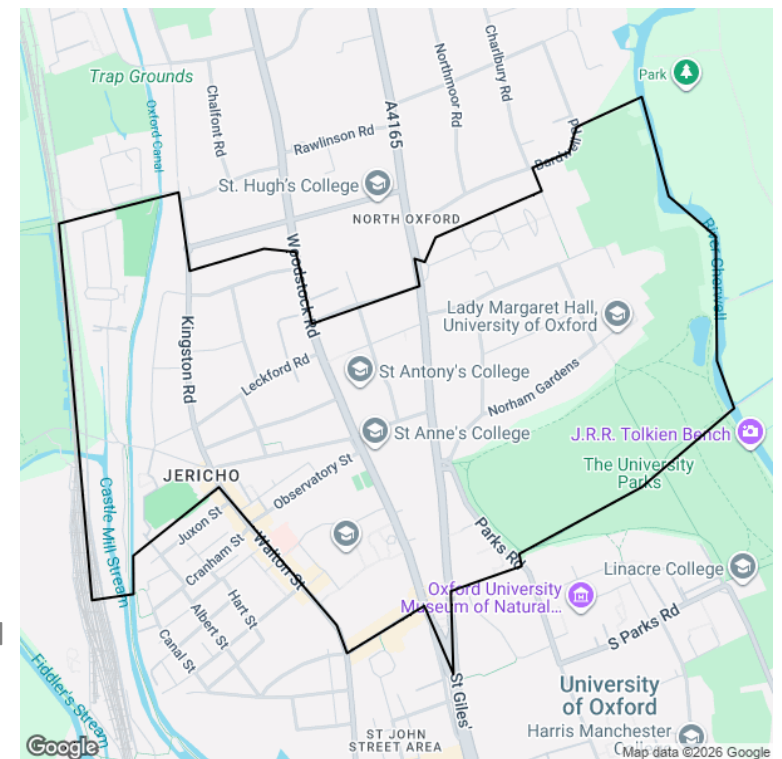 Park
Trap Grounds
Oxford Canal
Chalfont Rd
Rawlinson Rd
A4165
Northmoor Rd
Charlbury Rd
St. Hugh's College
NORTH OXFORD
Woodstock Rd
River Cherwell
Lady Margaret Hall,
University of Oxford
Kingston Rd
Leckford Rd
St Antony's College
Norham Gardens
St Anne's College
J.R.R. Tolkien Bench
The University
Parks
JERICHO
Observatory St
Castle Mill Stream
Juxon St
Walton St
Cranham St
Parks Rd
Linacre College
Oxford University
Museum of Natural...
Hart St
Albert St
S Parks Rd
Canal St
Fiddler's Stream
St Giles'
University
of Oxford
ST JOHN
STREET AREA
Harris Manchester
Google
Map data ©2026 Google